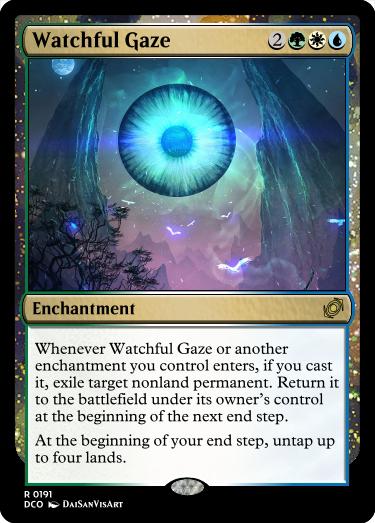 Watchful Gaze 2
Enchantment
Whenever Watchful Gaze or another
enchantment you control enters, if you cast
it, exile target nonland permanent. Return it
to the battlefield under its owner's control
at the beginning of the next end step.
At the beginning of your end step, untap up
to four lands.
R 0191
DCO DaiSanVisArt